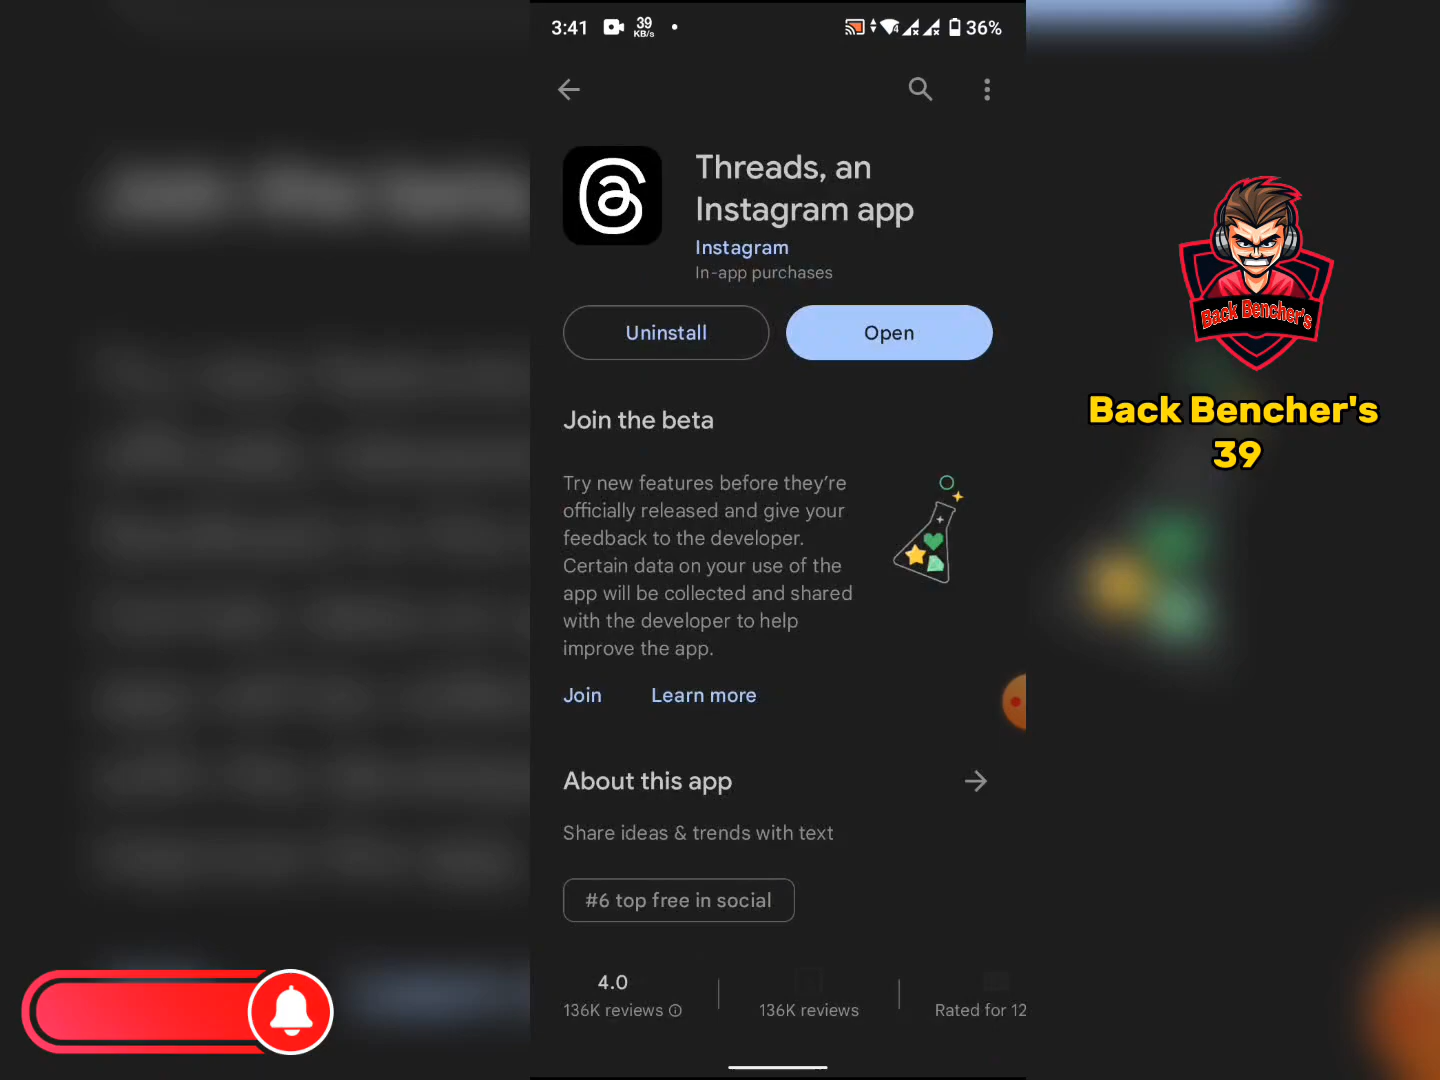 3:41
39
KB/s
36%
Threads, an
Instagram app
Instagram
In-app purchases
Uninstall
Open
Join the beta
Try new features before they're
officially released and give your
feedback to the developer.
Certain data on your use of the
app will be collected and shared
with the developer to help
improve the app.
Join
Learn more
About this app
Share ideas & trends with text
#6 top free in social
4.0
136K reviews
136K reviews
Rated for 12
Back Bencher's
Back Bencher's
39